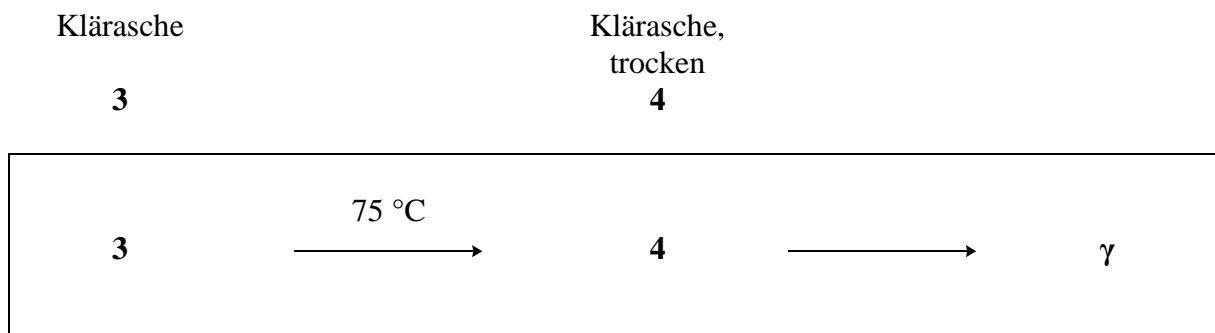 Klärasche Klärasche,
trocken
3 4
75 °C
3 4 γ